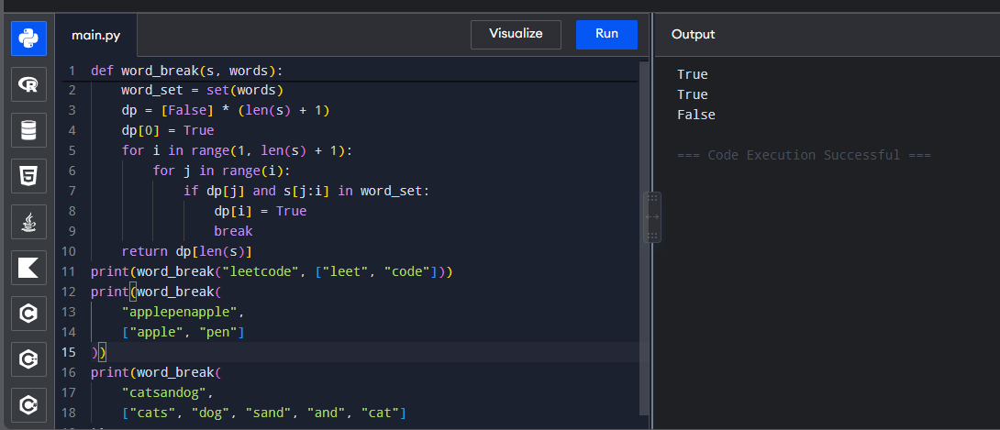 main.py
Visualize
Run
Output
1 def word_break(s, words):
2     word_set = set(words)
3     dp = [False] * (len(s) + 1)
4     dp[0] = True
5     for i in range(1, len(s) + 1):
6         for j in range(i):
7             if dp[j] and s[j:i] in word_set:
8                 dp[i] = True
9                 break
10     return dp[len(s)]
11 print(word_break("leetcode", ["leet", "code"]))
12 print(word_break(
13     "applepenapple",
14     ["apple", "pen"]
15 ))
16 print(word_break(
17     "catsandog",
18     ["cats", "dog", "sand", "and", "cat"]
True
True
False
=== Code Execution Successful ===